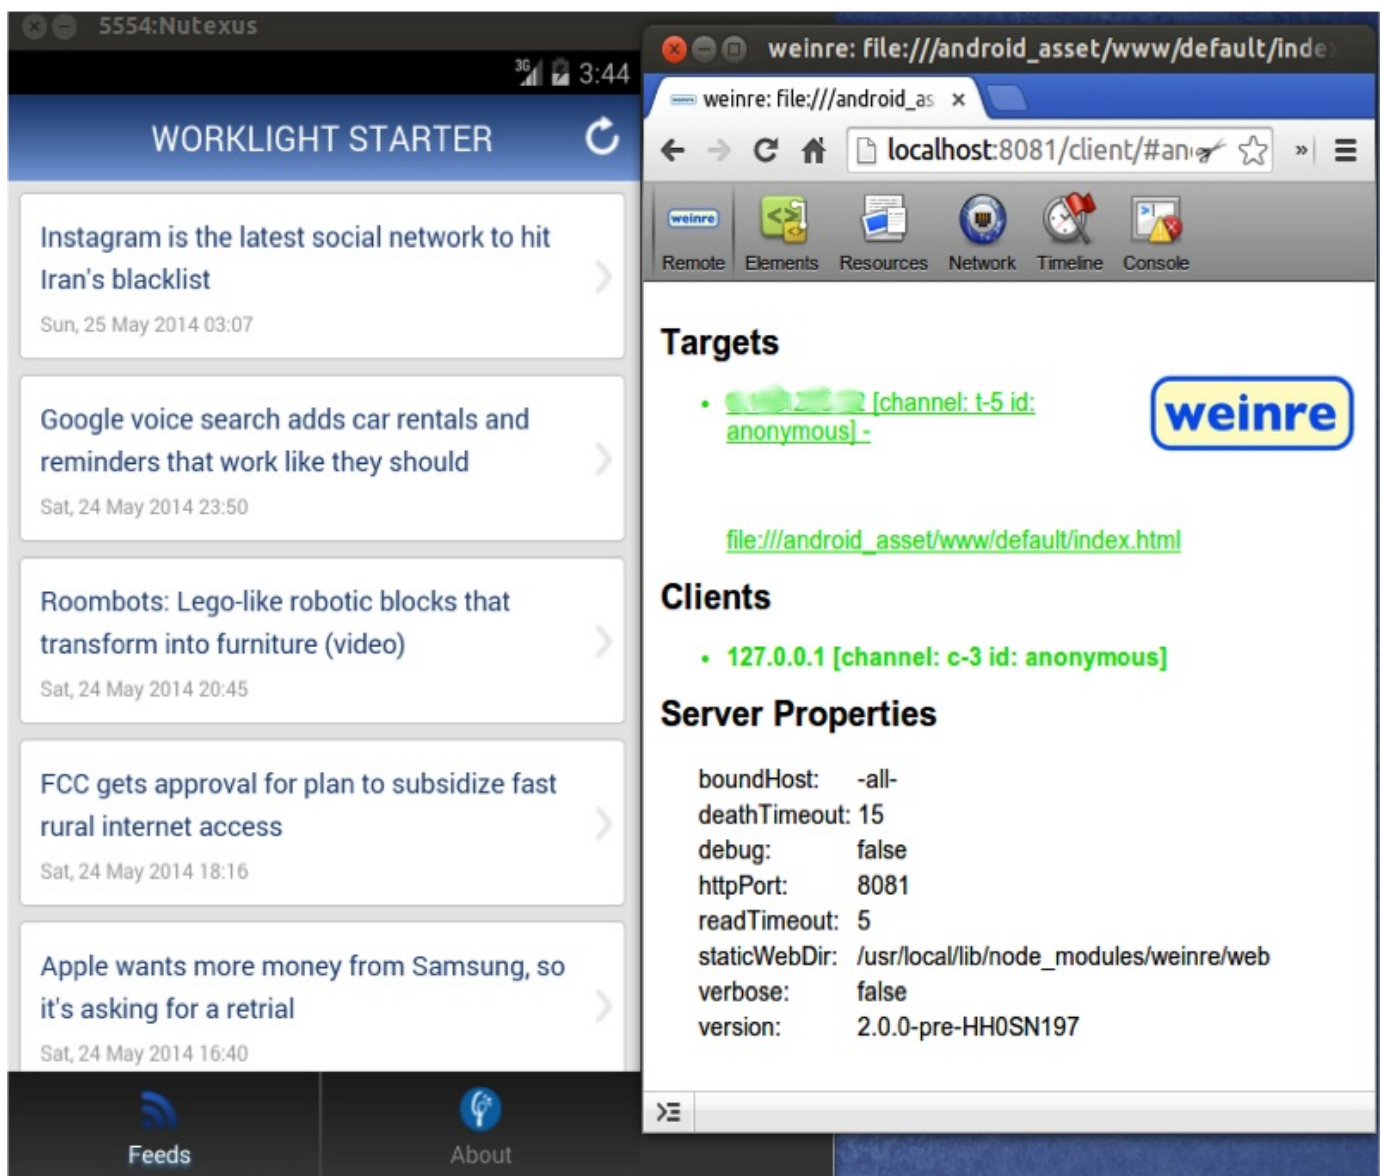 5554:Nutexus
3G
3:44
WORKLIGHT STARTER
Instagram is the latest social network to hit
Iran's blacklist
Sun, 25 May 2014 03:07
Google voice search adds car rentals and
reminders that work like they should
Sat, 24 May 2014 23:50
Roombots: Lego-like robotic blocks that
transform into furniture (video)
Sat, 24 May 2014 20:45
FCC gets approval for plan to subsidize fast
rural internet access
Sat, 24 May 2014 18:16
Apple wants more money from Samsung, so
it's asking for a retrial
Sat, 24 May 2014 16:40
Feeds
About
weinre: file:///android_asset/www/default/inde
weinre: file:///android_as
localhost:8081/client/#an
weinre
Remote
Elements
Resources
Network
Timeline
Console
Targets
[channel: t-5 id:
anonymous] -
weinre
file:///android_asset/www/default/index.html
Clients
• 127.0.0.1 [channel: c-3 id: anonymous]
Server Properties
boundHost: -all-
deathTimeout: 15
debug: false
httpPort: 8081
readTimeout: 5
staticWebDir: /usr/local/lib/node_modules/weinre/web
verbose: false
version: 2.0.0-pre-HH0SN197